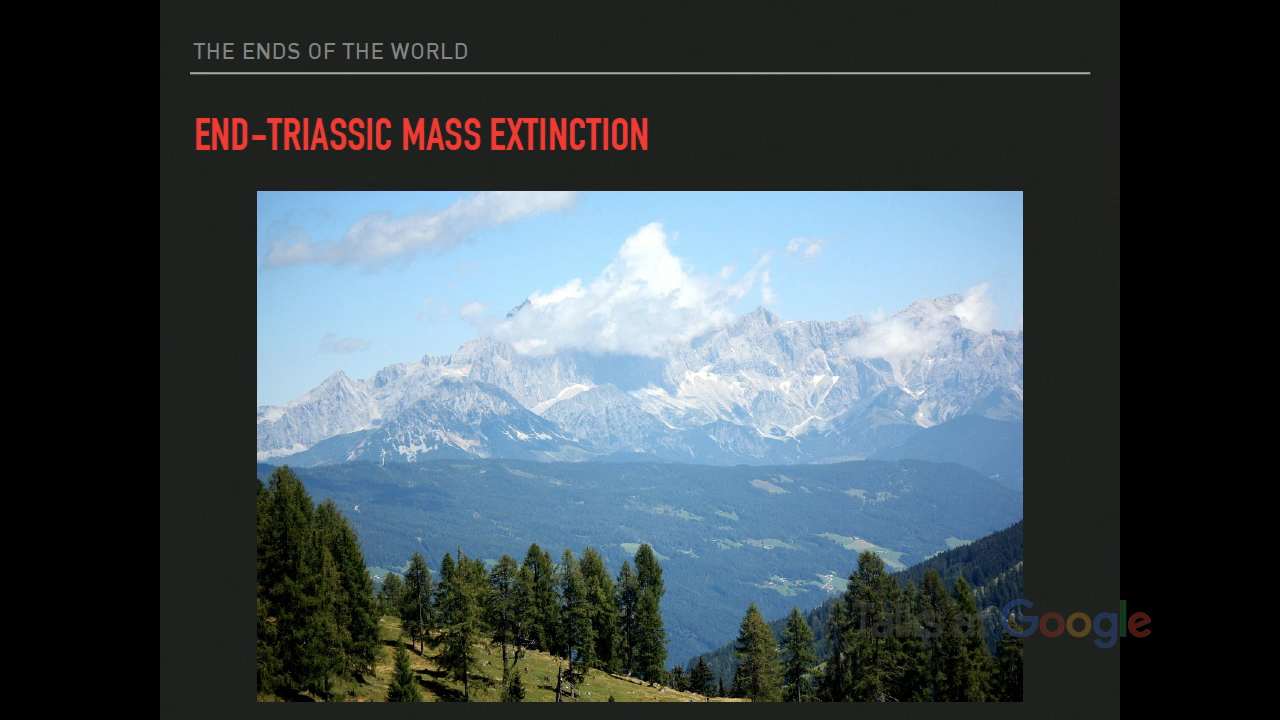 THE ENDS OF THE WORLD
END-TRIASSIC MASS EXTINCTION
Talks at Google